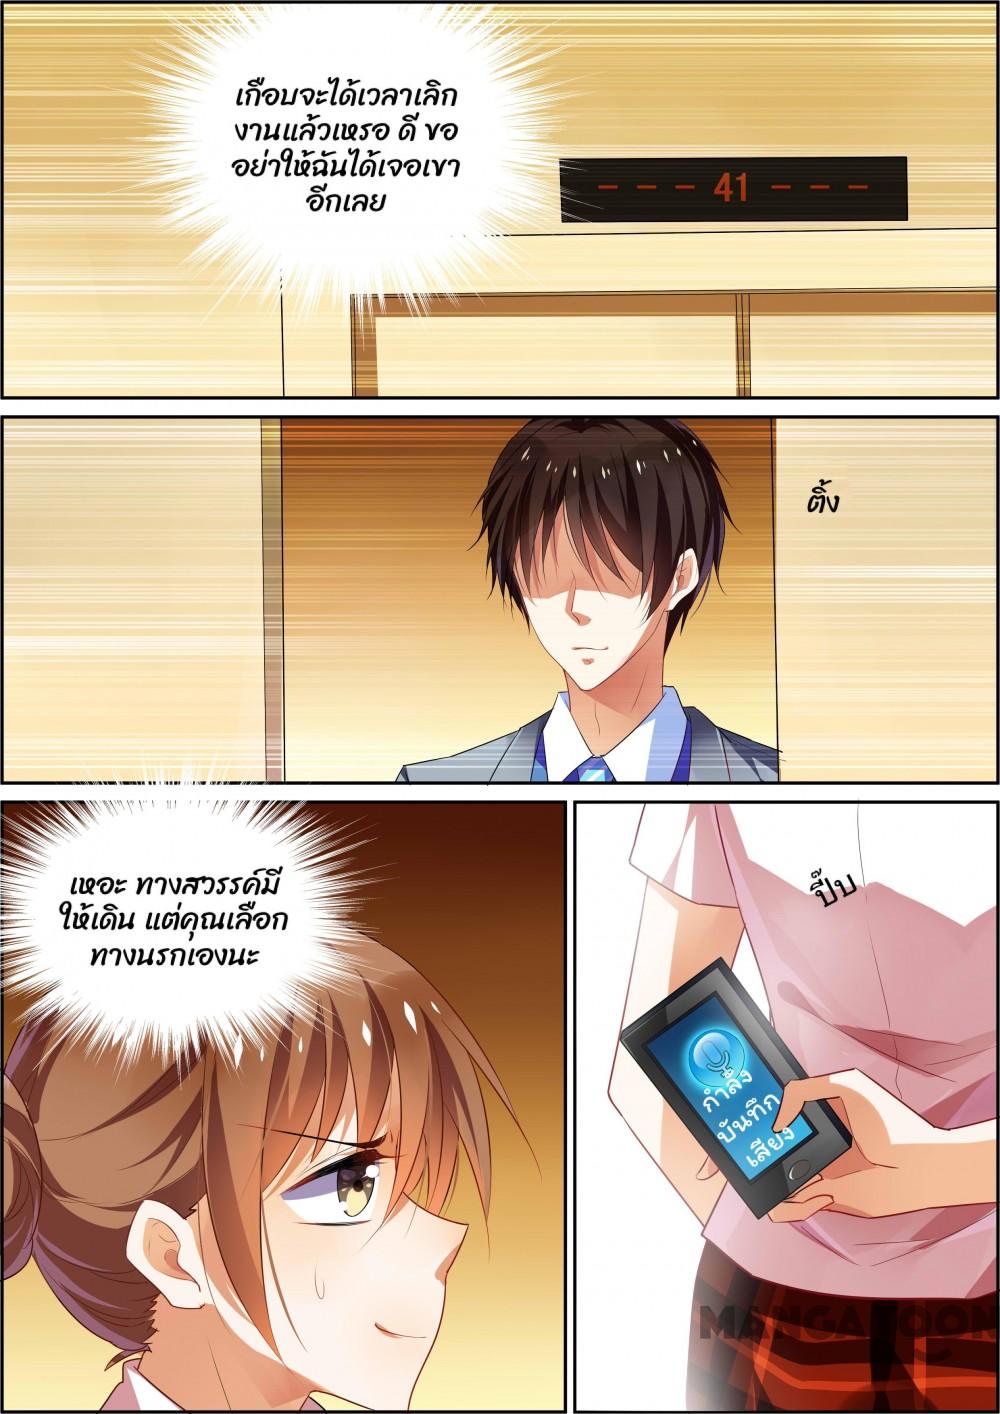 เกือบจะได้เวลาเลิก
งานแล้วเหรอ ดี ขอ
อย่าให้ฉันได้เจอเขา
อีกเลย
- - - 41 - - -
ติ้ง
เหอะ ทางสวรรค์มี
ให้เดิน แต่คุณเลือก
ทางนรกเองนะ
ปี๊บ
กำลัง
บันทึก
เสียง
MANGATOON